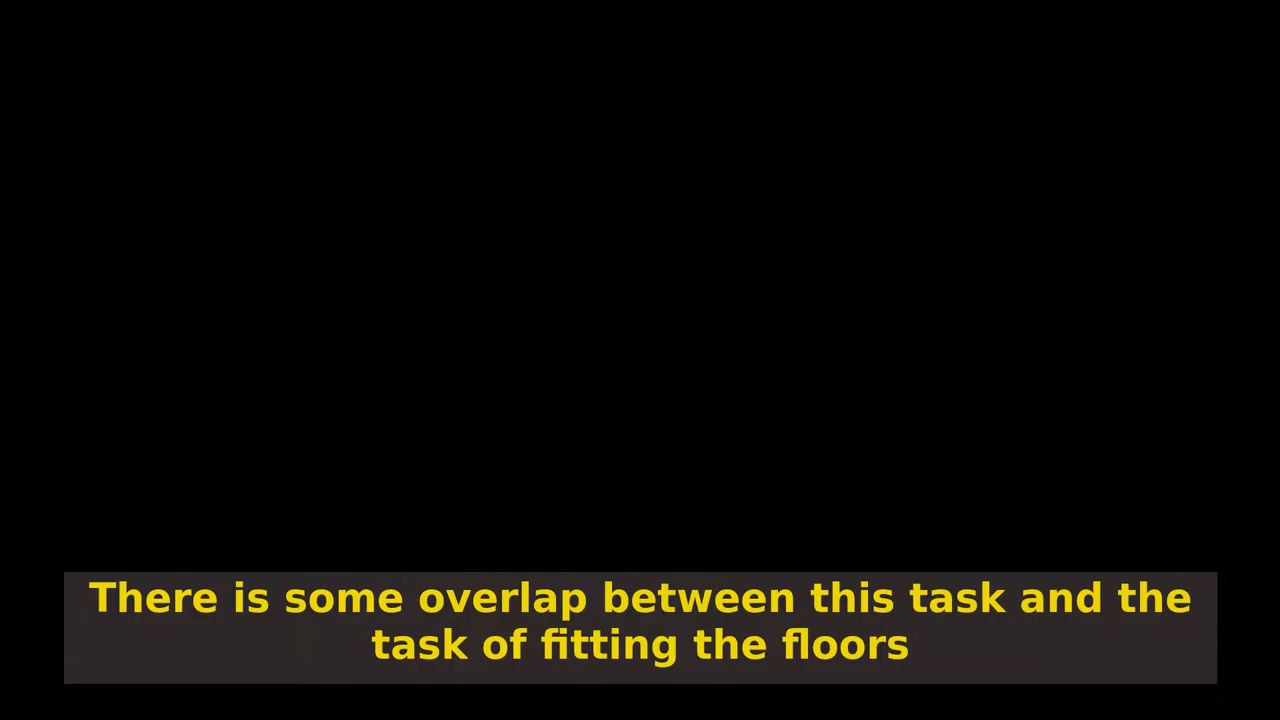 There is some overlap between this task and the
task of fitting the floors